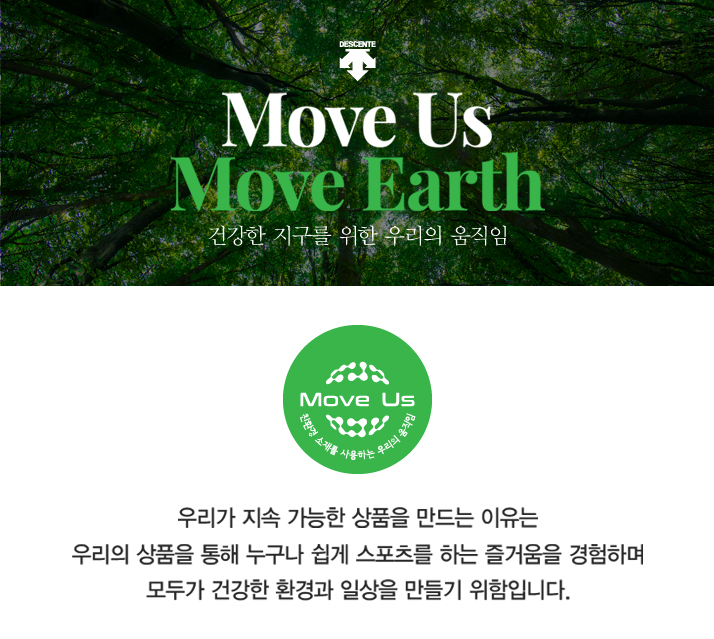 DESCENTE
Move Us
Move Earth
건강한 지구를 위한 우리의 움직임
Move Us
친환경 소재를 사용하는 우리의 움직임
우리가 지속 가능한 상품을 만드는 이유는
우리의 상품을 통해 누구나 쉽게 스포츠를 하는 즐거움을 경험하며
모두가 건강한 환경과 일상을 만들기 위함입니다.